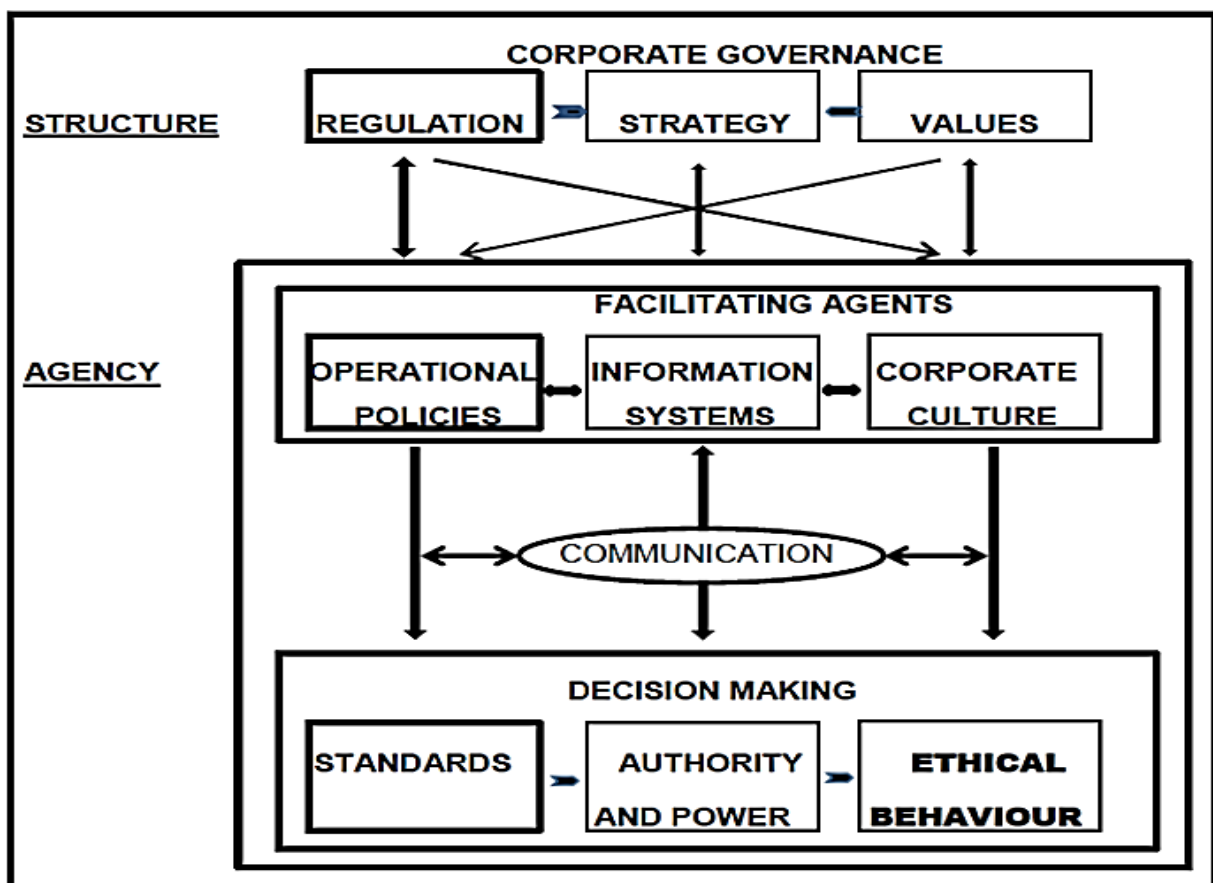 CORPORATE GOVERNANCE
STRUCTURE
REGULATION
STRATEGY
VALUES
FACILITATING AGENTS
AGENCY
OPERATIONAL
POLICIES
INFORMATION
SYSTEMS
CORPORATE
CULTURE
COMMUNICATION
DECISION MAKING
STANDARDS
AUTHORITY
AND POWER
ETHICAL
BEHAVIOUR